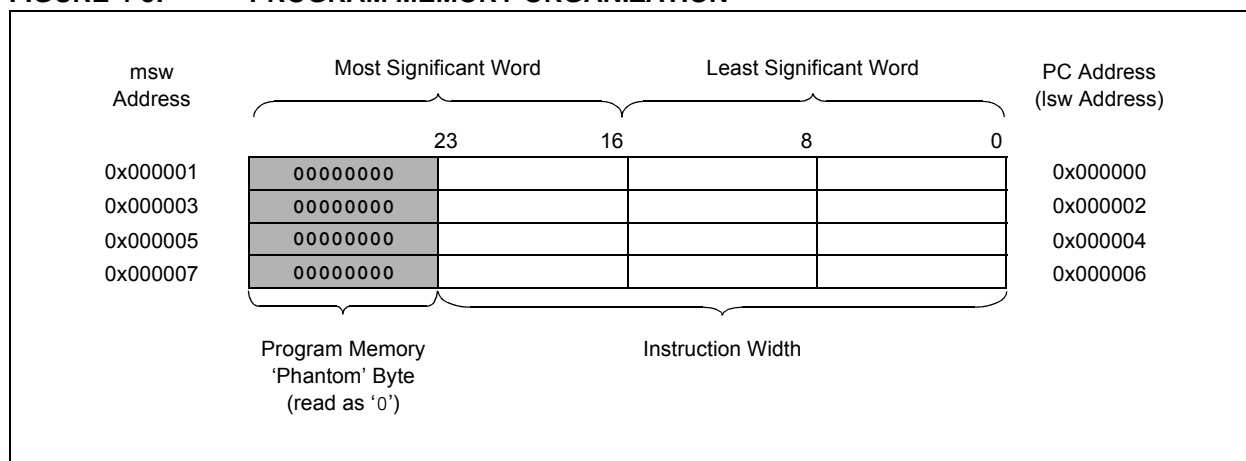 PROGRAM MEMORY ORGANIZATION
msw
Address
Most Significant Word
Least Significant Word
PC Address
(lsw Address)
23 16 8 0
0x000001 00000000 0x000000
0x000003 00000000 0x000002
0x000005 00000000 0x000004
0x000007 00000000 0x000006
Program Memory
‘Phantom’ Byte
(read as ‘0’)
Instruction Width